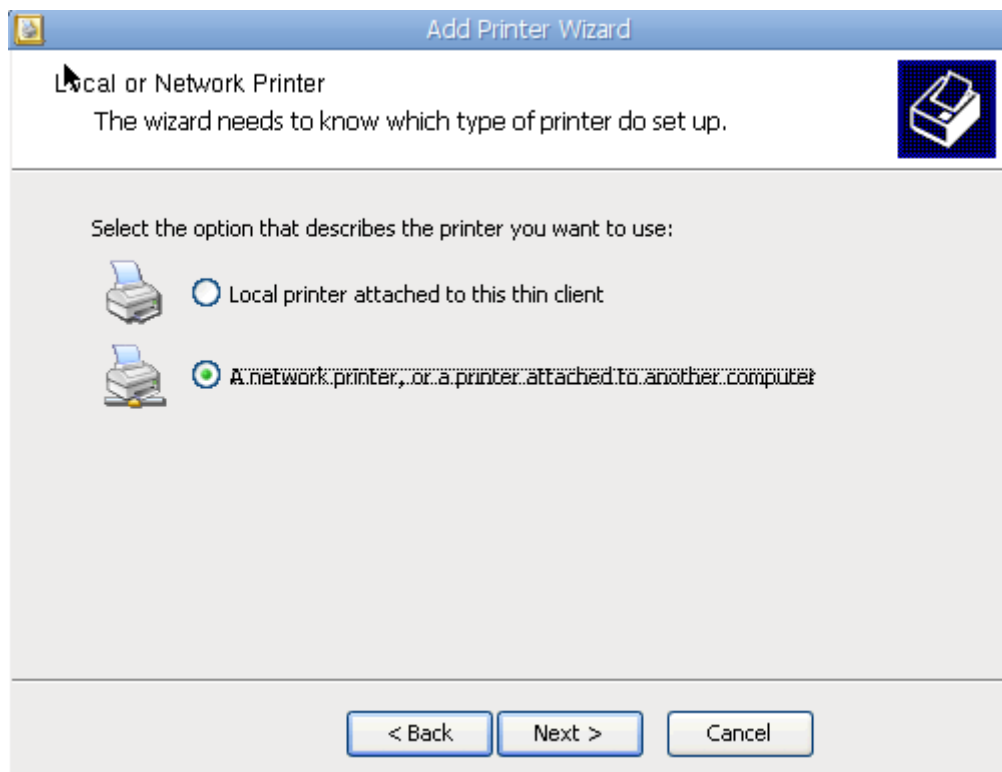 Add Printer Wizard
Local or Network Printer
The wizard needs to know which type of printer do set up.
Select the option that describes the printer you want to use:
Local printer attached to this thin client
A network printer, or a printer attached to another computer
< Back
Next >
Cancel